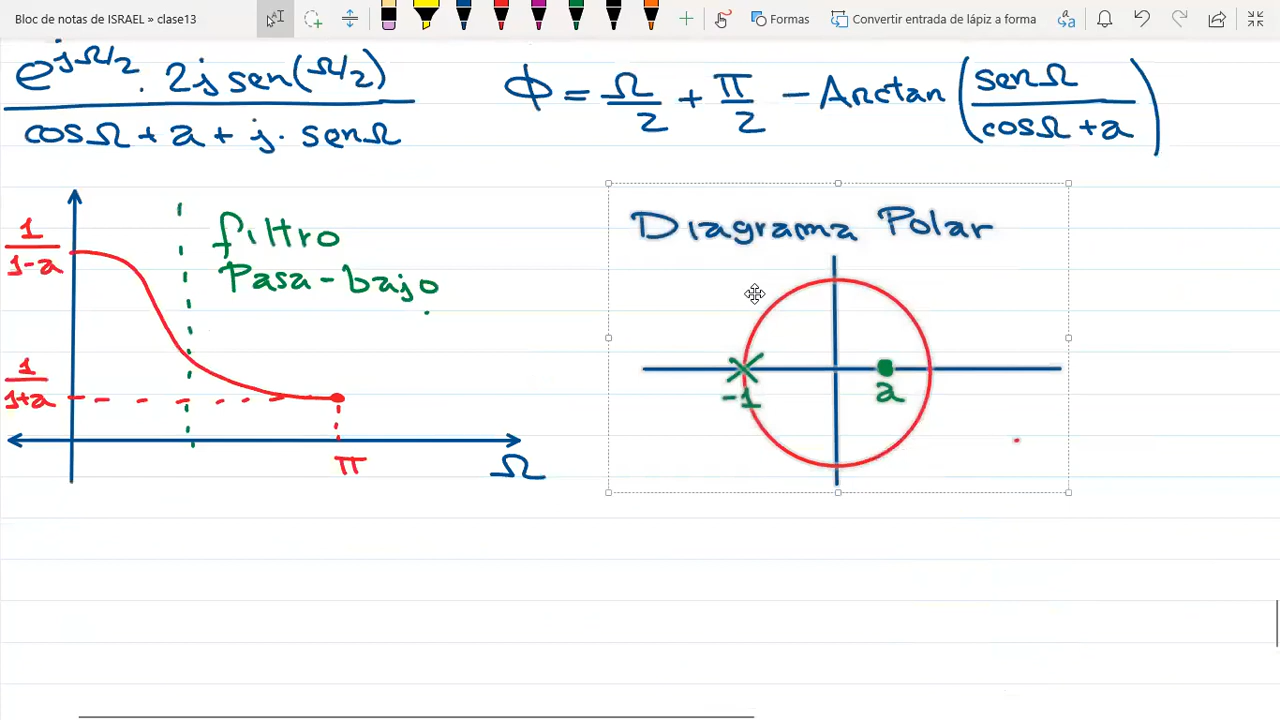 Bloc de notas de ISRAEL » clase13
Formas
Convertir entrada de lápiz a forma
e^jΩ/2 . 2j sen(Ω/2)
cosΩ + a + j. senΩ
Φ = Ω/2 + π/2 - Arctan (senΩ / cosΩ + a)
1
1-a
filtro
Pasa-bajo
Diagrama Polar
1
1+a
-1
a
π
Ω